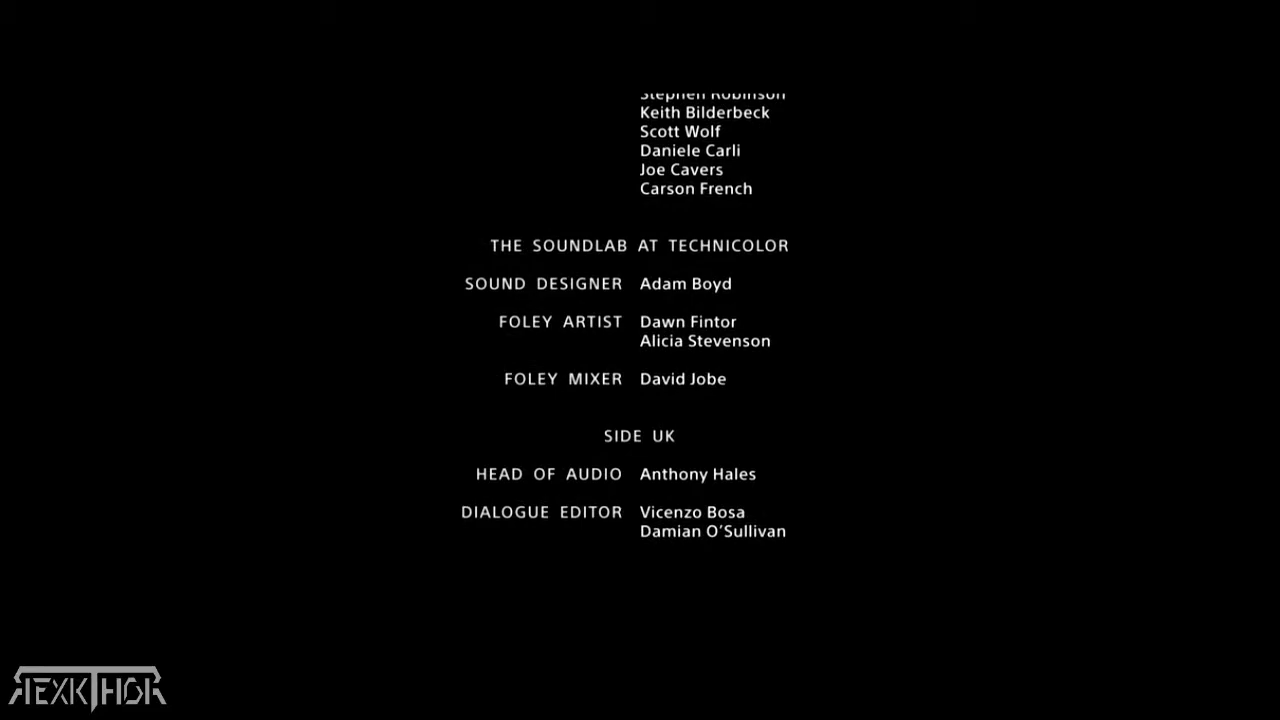 Stephen Robinson
Keith Bilderbeck
Scott Wolf
Daniele Carli
Joe Cavers
Carson French
THE SOUNDLAB AT TECHNICOLOR
SOUND DESIGNER Adam Boyd
FOLEY ARTIST Dawn Fintor
Alicia Stevenson
FOLEY MIXER David Jobe
SIDE UK
HEAD OF AUDIO Anthony Hales
DIALOGUE EDITOR Vicenzo Bosa
Damian O'Sullivan